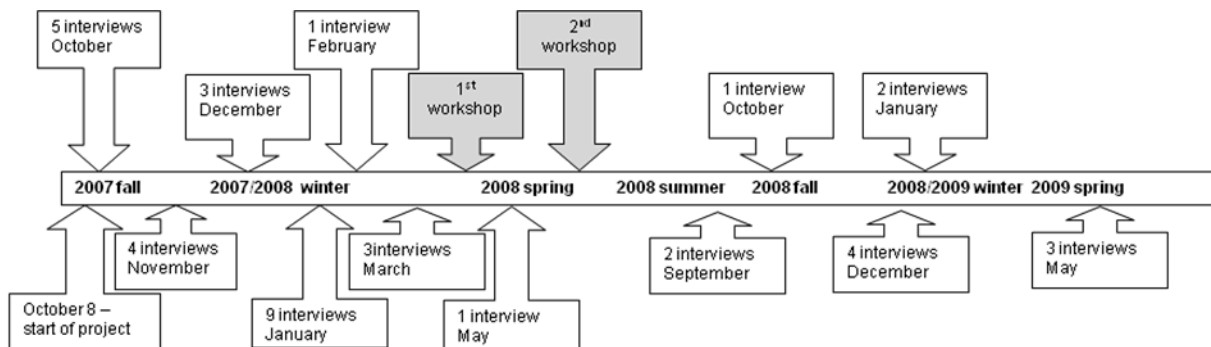 5 interviews
October
1 interview
February
2nd
workshop
3 interviews
December
1st
workshop
1 interview
October
2 interviews
January
2007 fall 2007/2008 winter 2008 spring 2008 summer 2008 fall 2008/2009 winter 2009 spring
4 interviews
November
3 interviews
March
2 interviews
September
4 interviews
December
3 interviews
May
October 8 –
start of project
9 interviews
January
1 interview
May